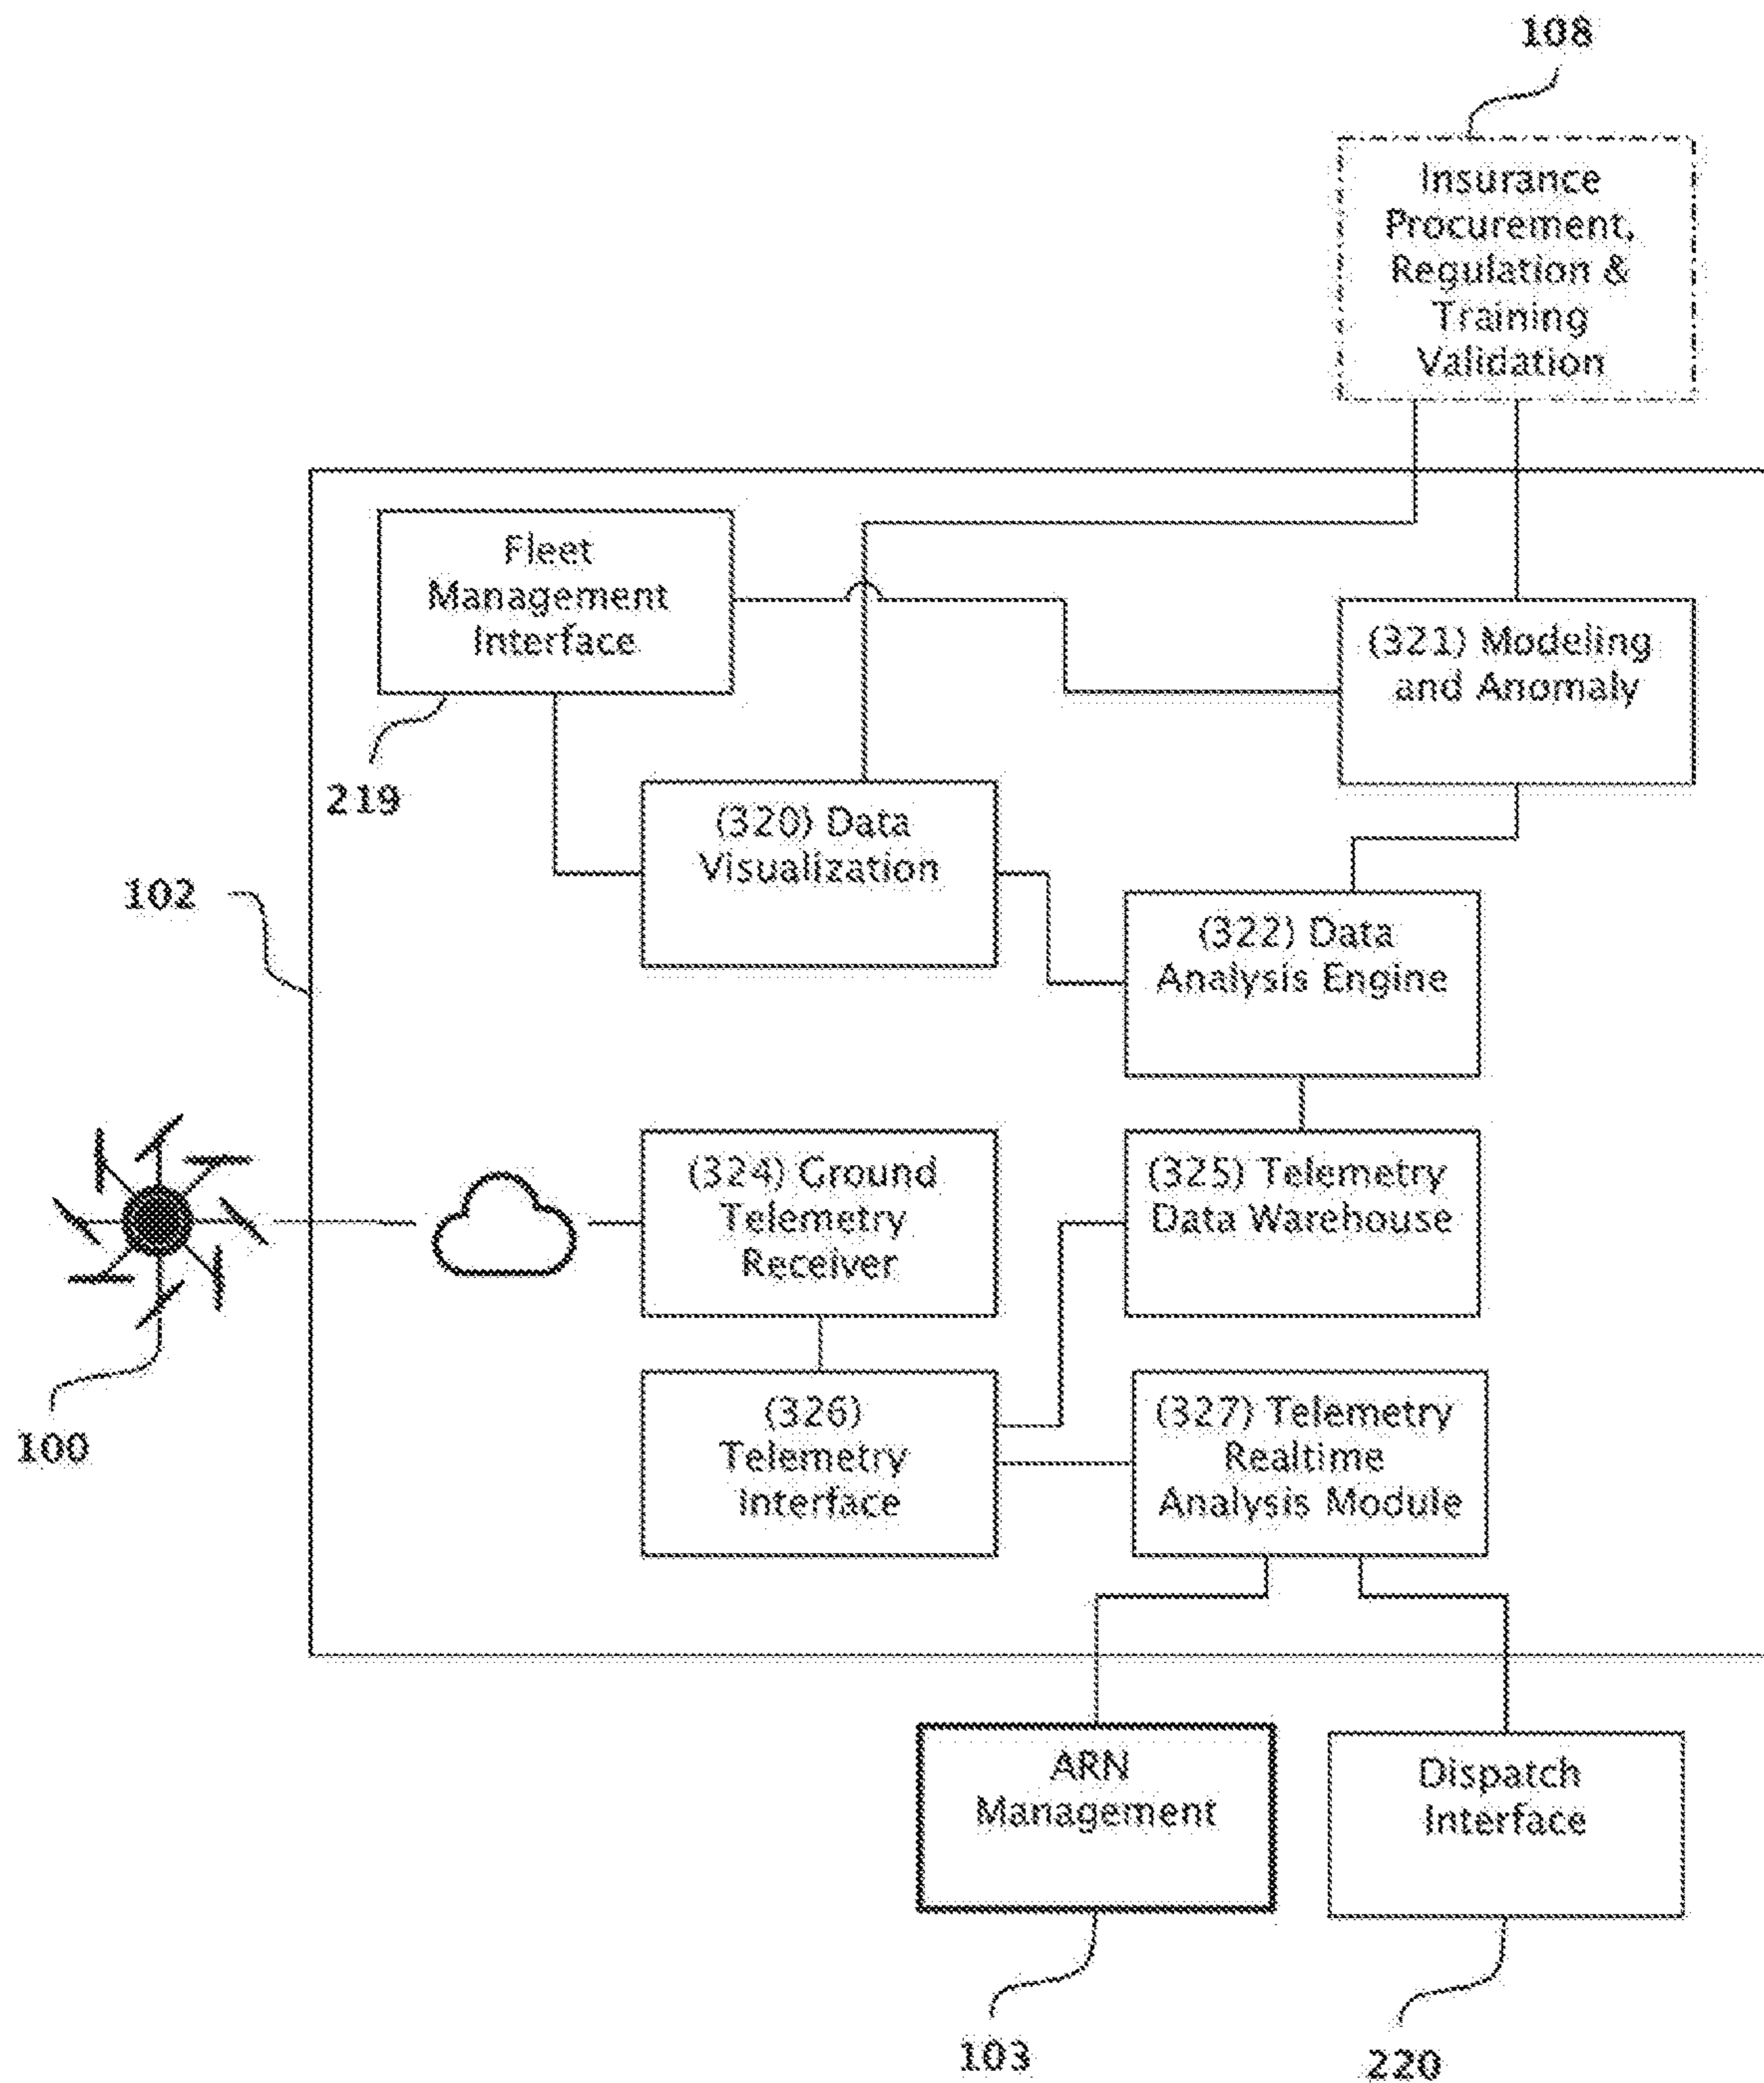 108
Insurance
Procurement,
Regulation &
Training
Validation
Fleet
Management
Interface
219
(321) Modeling
and Anomaly
(320) Data
Visualization
102
(322) Data
Analysis Engine
(324) Ground
Telemetry
Receiver
(325) Telemetry
Data Warehouse
100
(326)
Telemetry
Interface
(327) Telemetry
Realtime
Analysis Module
ARN
Management
Dispatch
Interface
103
220